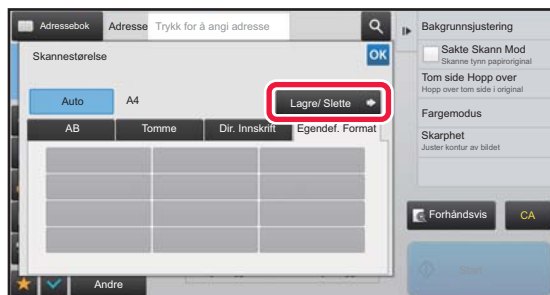 Adressebok
Adresse
Trykk for å angi adresse
Skannestørelse
OK
Auto
A4
Lagre/ Slette
AB
Tomme
Dir. Innskrift
Egendef. Format
Andre
Bakgrunnsjustering
Sakte Skann Mod
Skanne tynn papiroriginal
Tom side Hopp over
Hopp over tom side i original
Fargemodus
Skarphet
Juster kontur av bildet
Forhåndsvis
CA
Start